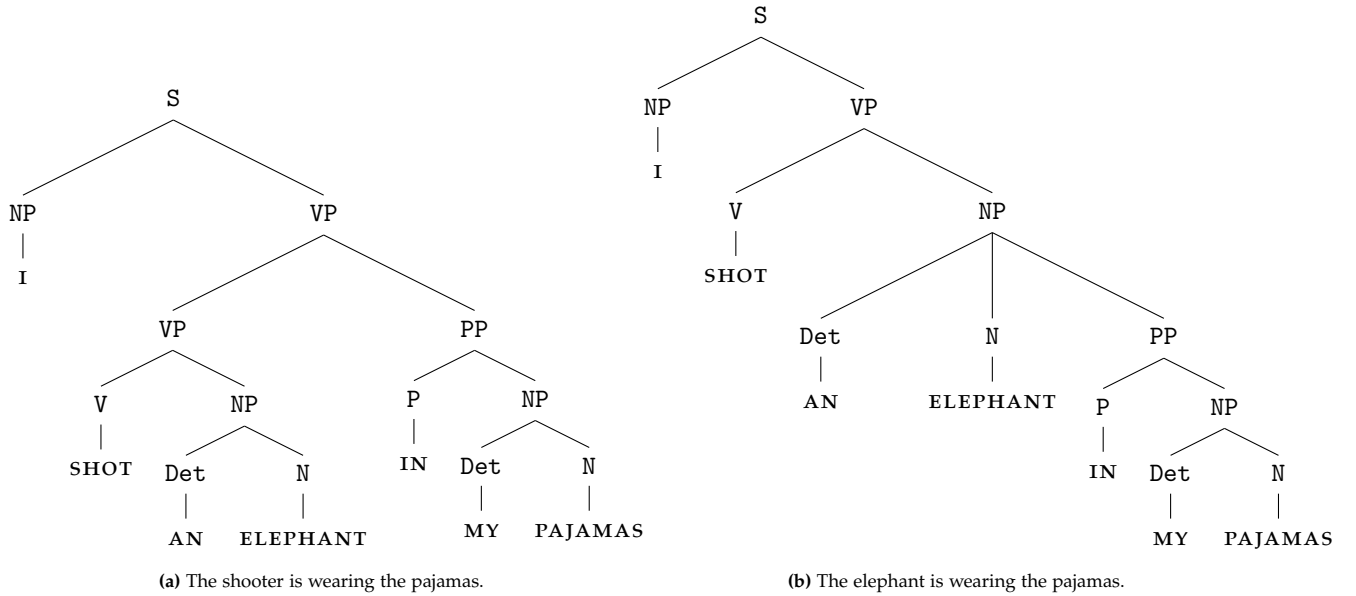 S
NP VP
I
VP PP
V NP P NP
SHOT Det N IN Det N
AN ELEPHANT MY PAJAMAS
(a) The shooter is wearing the pajamas.
S
NP VP
I
V NP
SHOT
Det N PP
AN ELEPHANT P NP
IN Det N
MY PAJAMAS
(b) The elephant is wearing the pajamas.